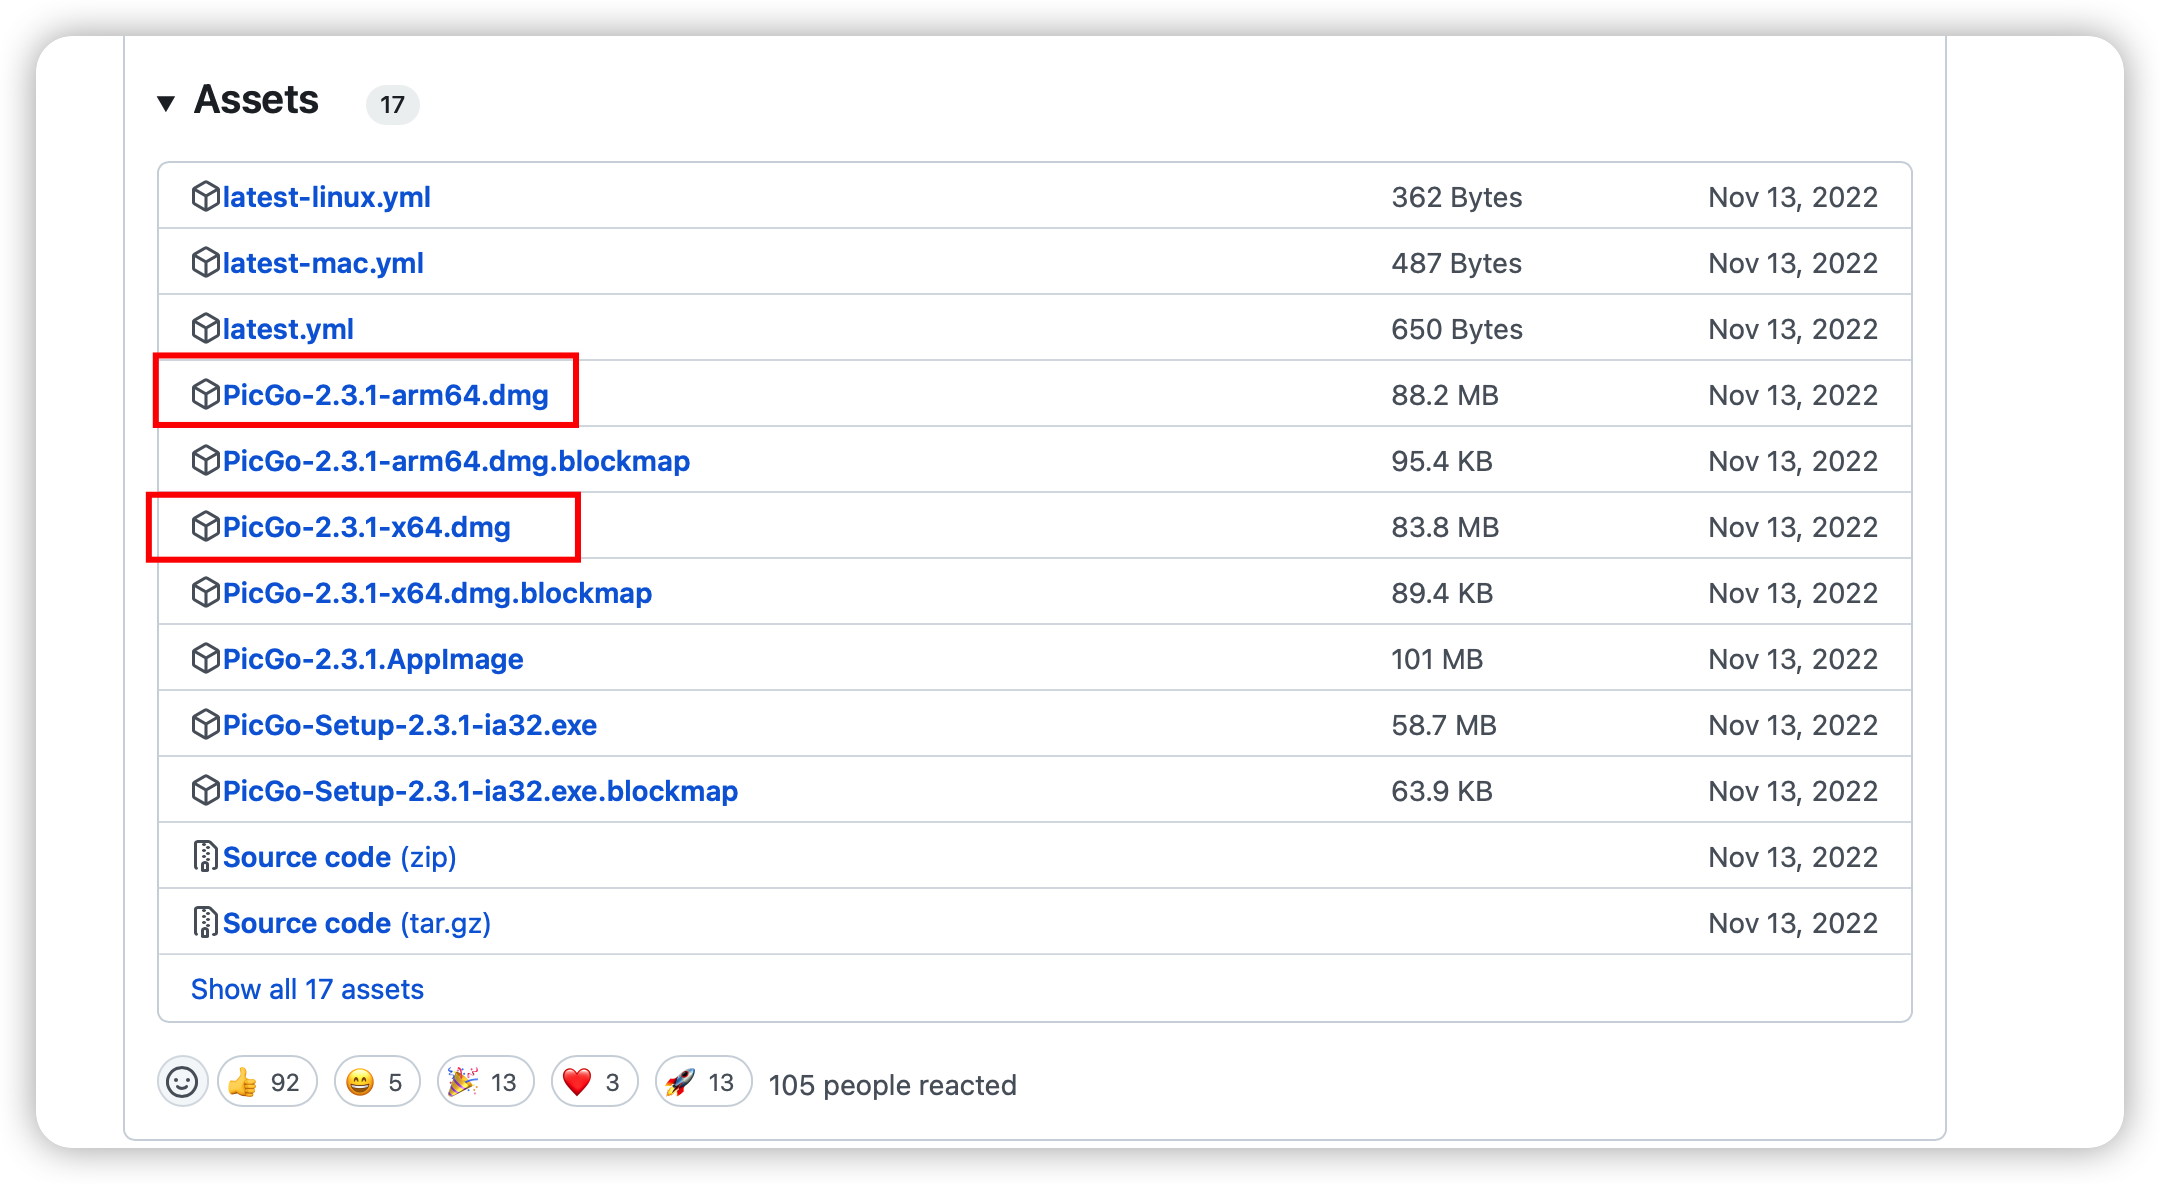 Assets 17
latest-linux.yml 362 Bytes Nov 13, 2022
latest-mac.yml 487 Bytes Nov 13, 2022
latest.yml 650 Bytes Nov 13, 2022
PicGo-2.3.1-arm64.dmg 88.2 MB Nov 13, 2022
PicGo-2.3.1-arm64.dmg.blockmap 95.4 KB Nov 13, 2022
PicGo-2.3.1-x64.dmg 83.8 MB Nov 13, 2022
PicGo-2.3.1-x64.dmg.blockmap 89.4 KB Nov 13, 2022
PicGo-2.3.1.AppImage 101 MB Nov 13, 2022
PicGo-Setup-2.3.1-ia32.exe 58.7 MB Nov 13, 2022
PicGo-Setup-2.3.1-ia32.exe.blockmap 63.9 KB Nov 13, 2022
Source code (zip) Nov 13, 2022
Source code (tar.gz) Nov 13, 2022
Show all 17 assets
👍 92 😄 5 🎉 13 ❤️ 3 🚀 13 105 people reacted